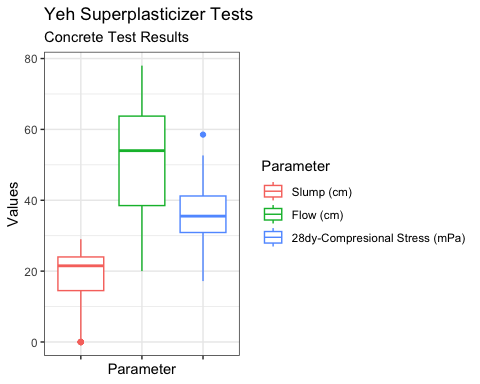 Yeh Superplasticizer Tests
Concrete Test Results
80
60
40
20
0
Values
Parameter
Parameter
Slump (cm)
Flow (cm)
28dy-Compresional Stress (mPa)